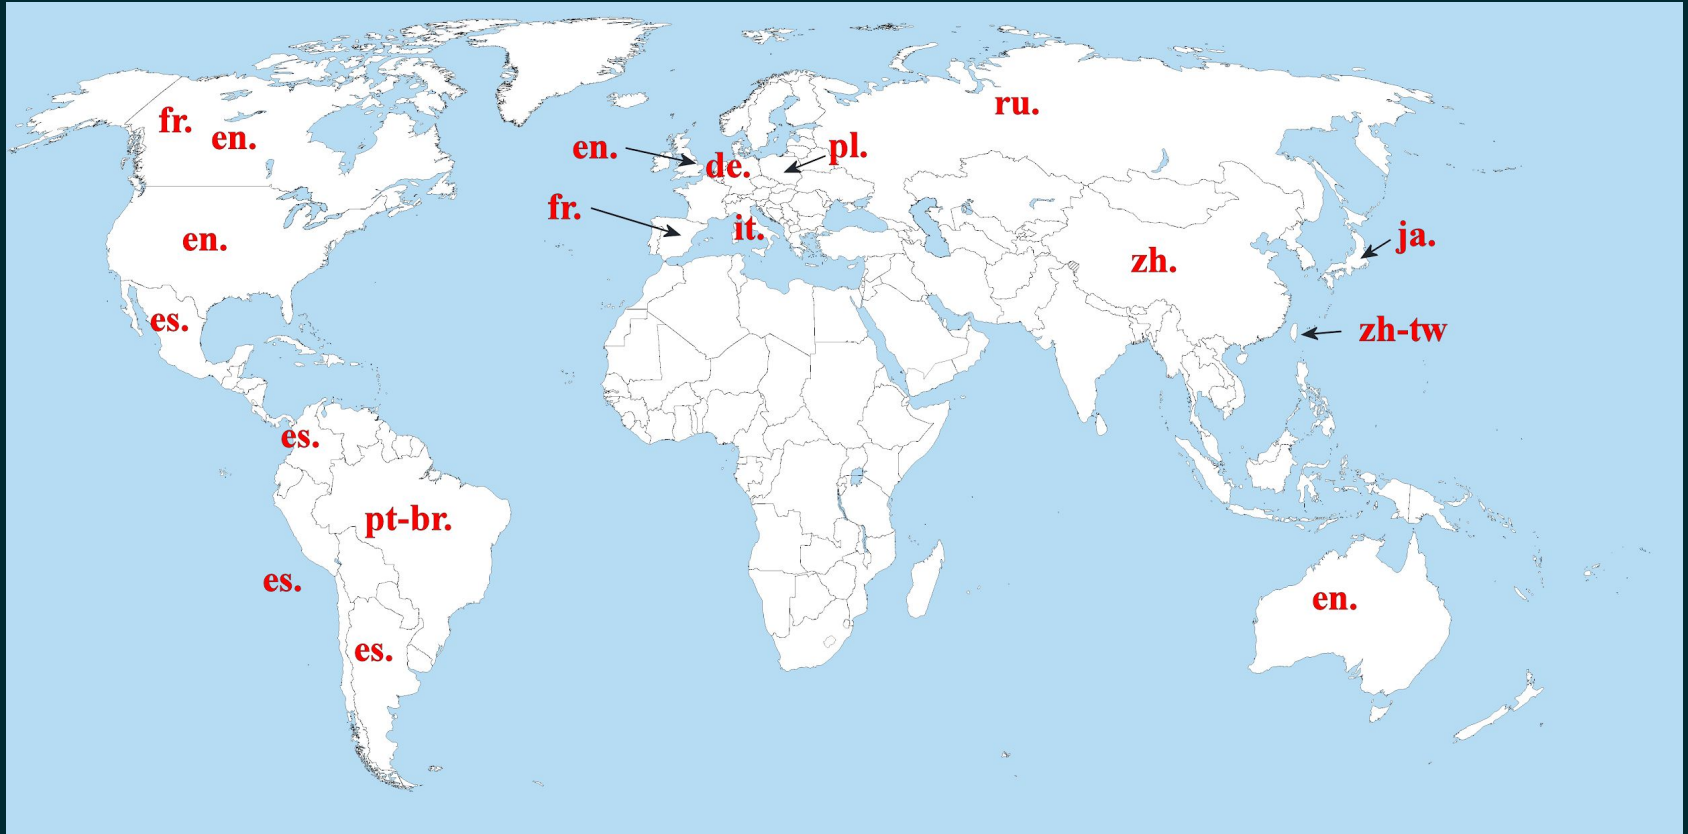 ru.
fr.
en.
en.
pl.
de.
fr.
it.
en.
ja.
zh.
es.
zh-tw
es.
pt-br.
es.
en.
es.